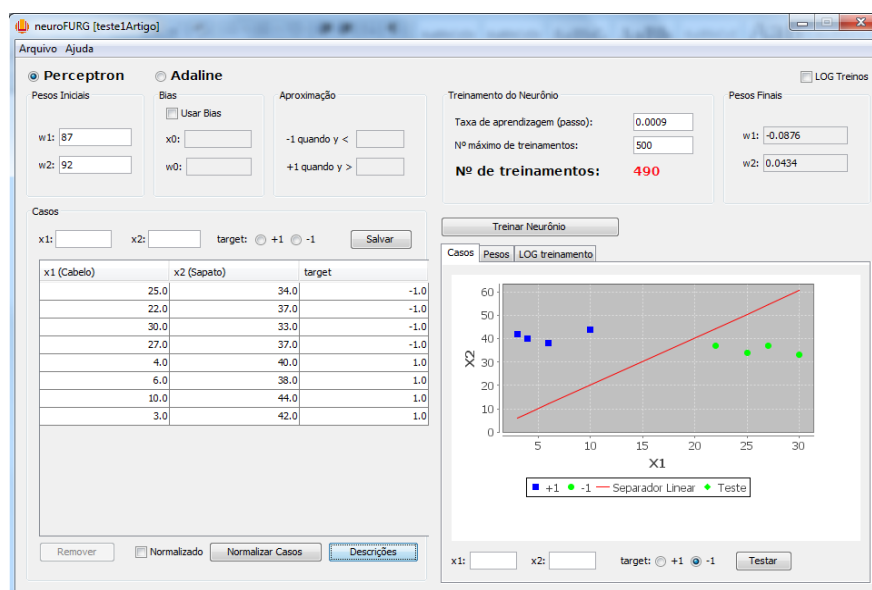 neuroFURG [teste1Artigo]
Arquivo Ajuda
Perceptron Adaline LOG Treinos
Pesos Iniciais Bias Aproximação Treinamento do Neurônio Pesos Finais
Usar Bias
Taxa de aprendizagem (passo): 0.0009
w1: 87 x0: -1 quando y < w1: -0.0876
Nº máximo de treinamentos: 500
w2: 92 w0: +1 quando y > w2: 0.0434
Nº de treinamentos: 490
Casos
Treinar Neurônio
x1: x2: target: +1 -1 Salvar
Casos Pesos LOG treinamento
x1 (Cabelo) x2 (Sapato) target
25.0 34.0 -1.0
22.0 37.0 -1.0
30.0 33.0 -1.0
27.0 37.0 -1.0
4.0 40.0 1.0
6.0 38.0 1.0
10.0 44.0 1.0
3.0 42.0 1.0
60
50
40
30
20
10
0
X2
5 10 15 20 25 30
X1
+1 -1 Separador Linear Teste
Remover Normalizado Normalizar Casos Descrições
x1: x2: target: +1 -1 Testar